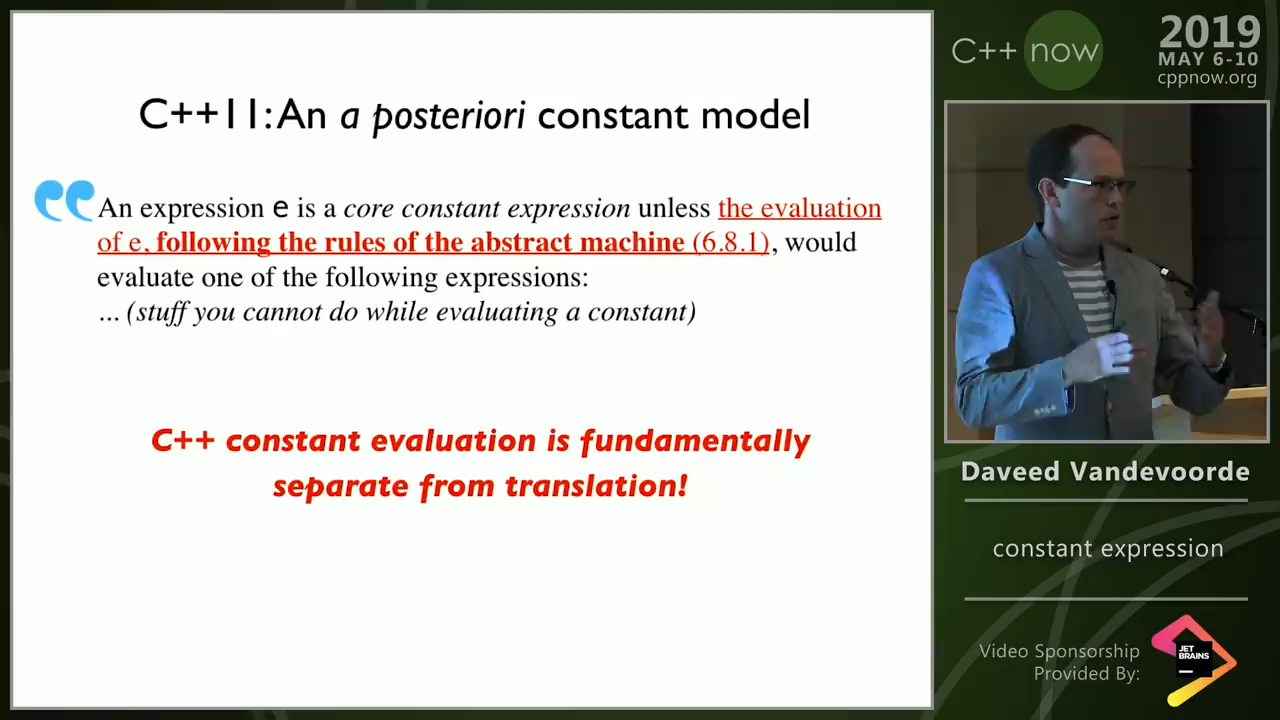 C++11: An a posteriori constant model
An expression e is a core constant expression unless the evaluation
of e, following the rules of the abstract machine (6.8.1), would
evaluate one of the following expressions:
... (stuff you cannot do while evaluating a constant)
C++ constant evaluation is fundamentally
separate from translation!
C++ now
2019
MAY 6-10
cppnow.org
Daveed Vandevoorde
constant expression
Video Sponsorship
Provided By:
JET
BRAINS